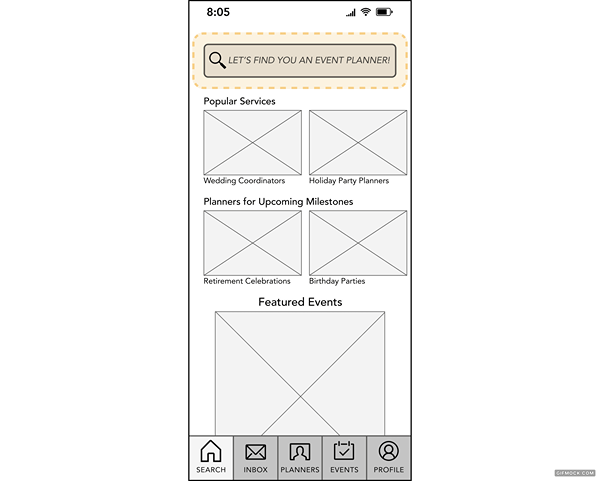 8:05
LET'S FIND YOU AN EVENT PLANNER!
Popular Services
Wedding Coordinators Holiday Party Planners
Planners for Upcoming Milestones
Retirement Celebrations Birthday Parties
Featured Events
SEARCH INBOX PLANNERS EVENTS PROFILE
GIFMOCK.COM